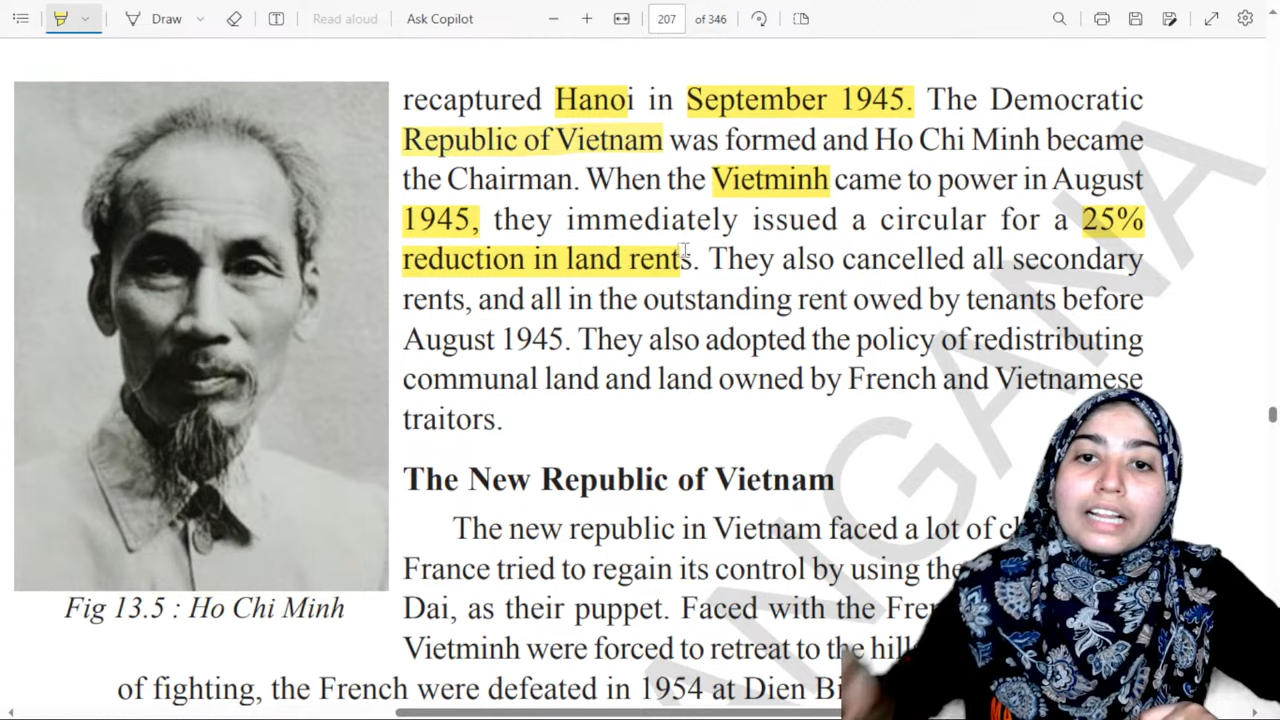 Draw
Read aloud
Ask Copilot
207 of 346
recaptured Hanoi in September 1945. The Democratic
Republic of Vietnam was formed and Ho Chi Minh became
the Chairman. When the Vietminh came to power in August
1945, they immediately issued a circular for a 25%
reduction in land rents. They also cancelled all secondary
rents, and all in the outstanding rent owed by tenants before
August 1945. They also adopted the policy of redistributing
communal land and land owned by French and Vietnamese
traitors.
The New Republic of Vietnam
The new republic in Vietnam faced a lot of
France tried to regain its control by using the
Dai, as their puppet. Faced with the
Vietminh were forced to retreat to the
of fighting, the French were defeated in 1954 at Dien
Fig 13.5 : Ho Chi Minh